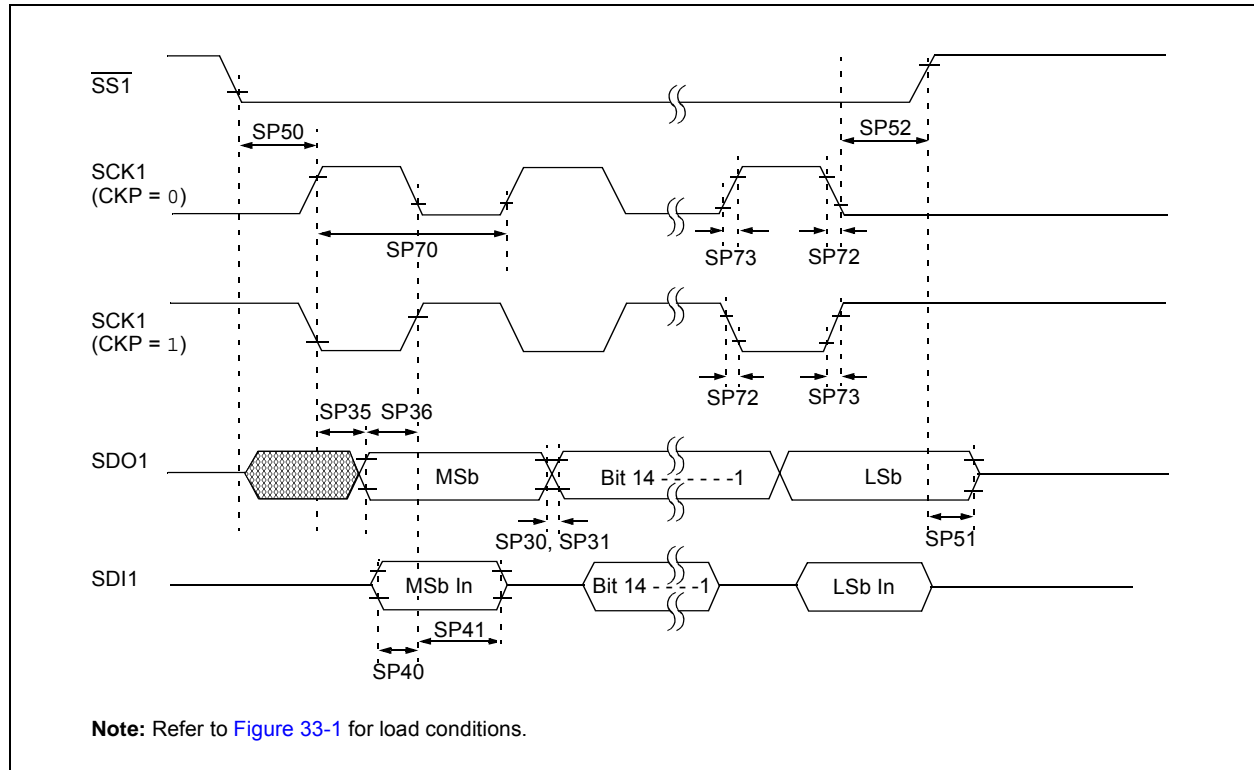 SS1
SP50
SP52
SCK1
(CKP = 0)
SP70
SP73
SP72
SCK1
(CKP = 1)
SP72
SP73
SP35
SP36
SDO1
MSb
Bit 14 - - - - - -1
LSb
SP30, SP31
SP51
SDI1
MSb In
Bit 14 - - - -1
LSb In
SP41
SP40
Note: Refer to Figure 33-1 for load conditions.